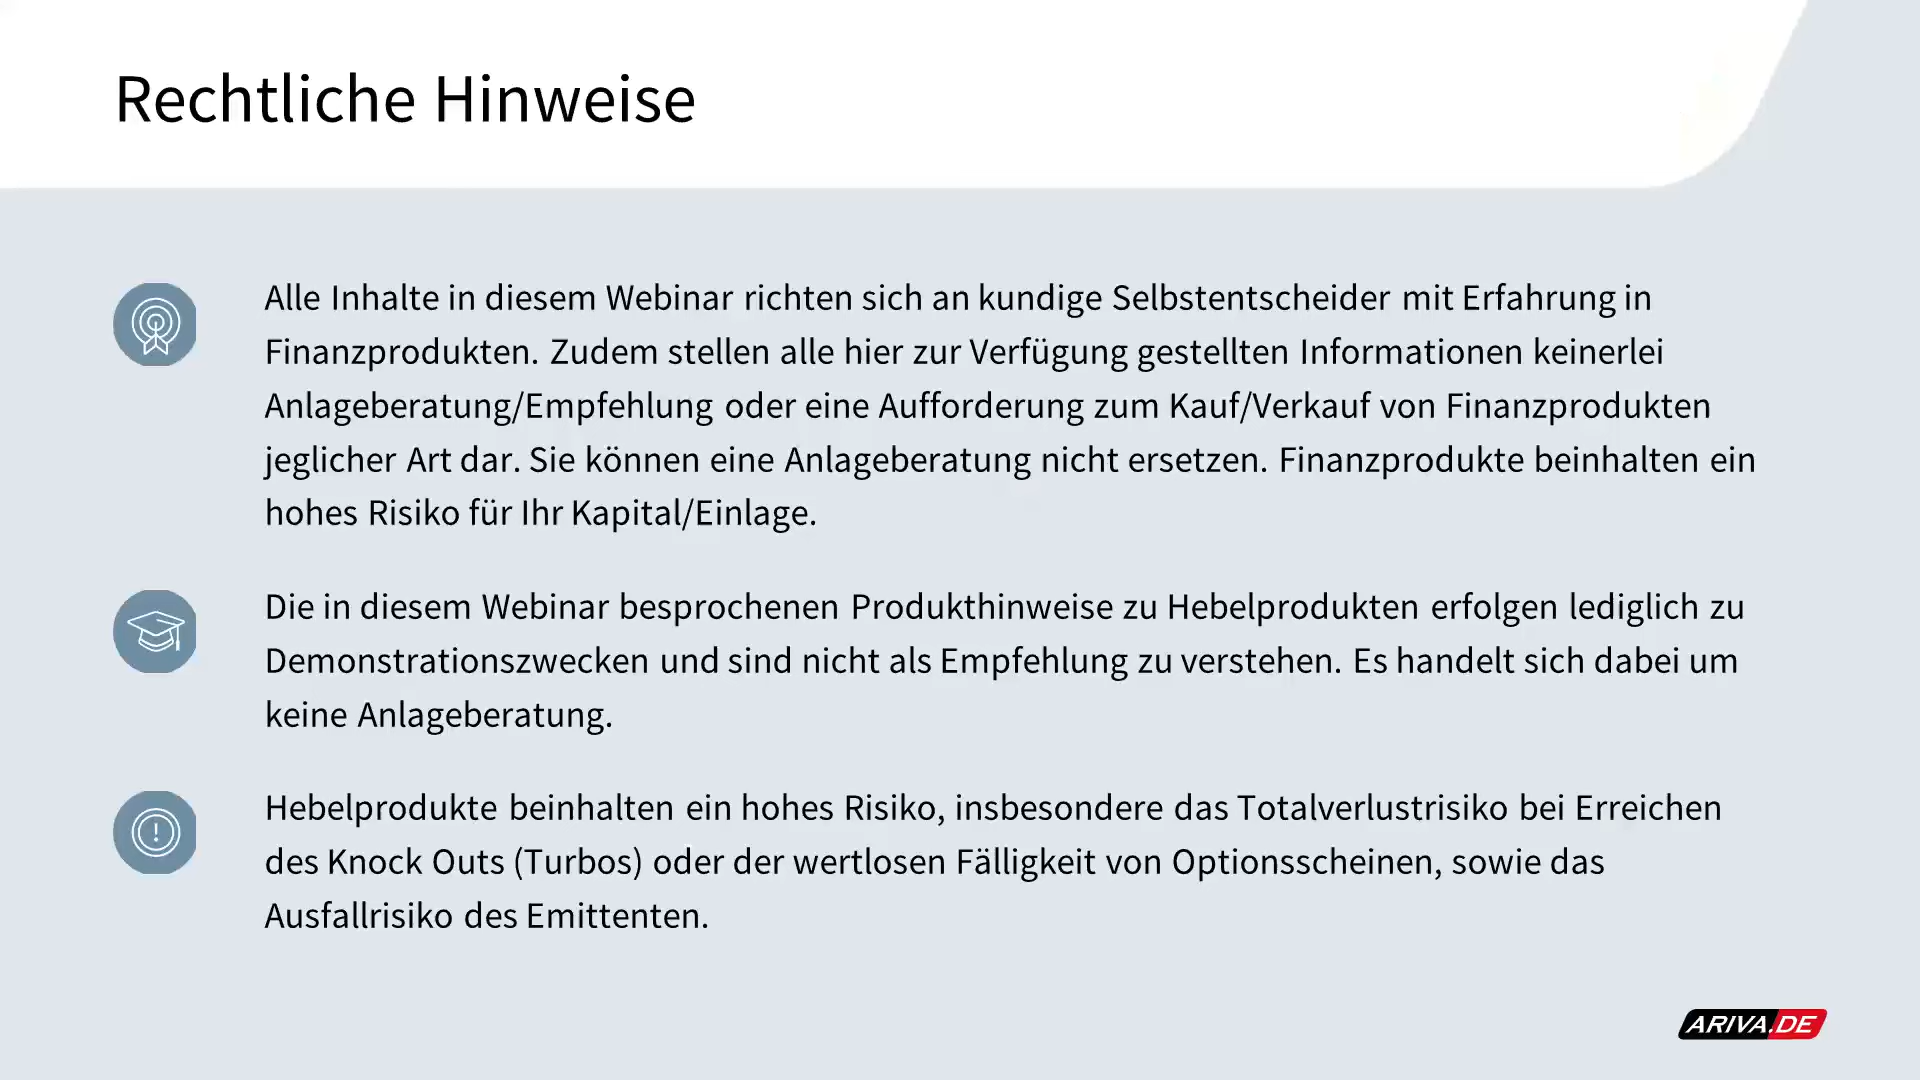 Rechtliche Hinweise
Alle Inhalte in diesem Webinar richten sich an kundige Selbstentscheider mit Erfahrung in
Finanzprodukten. Zudem stellen alle hier zur Verfügung gestellten Informationen keinerlei
Anlageberatung/Empfehlung oder eine Aufforderung zum Kauf/Verkauf von Finanzprodukten
jeglicher Art dar. Sie können eine Anlageberatung nicht ersetzen. Finanzprodukte beinhalten ein
hohes Risiko für Ihr Kapital/Einlage.
Die in diesem Webinar besprochenen Produkthinweise zu Hebelprodukten erfolgen lediglich zu
Demonstrationszwecken und sind nicht als Empfehlung zu verstehen. Es handelt sich dabei um
keine Anlageberatung.
Hebelprodukte beinhalten ein hohes Risiko, insbesondere das Totalverlustrisiko bei Erreichen
des Knock Outs (Turbos) oder der wertlosen Fälligkeit von Optionsscheinen, sowie das
Ausfallrisiko des Emittenten.
ARIVA.DE